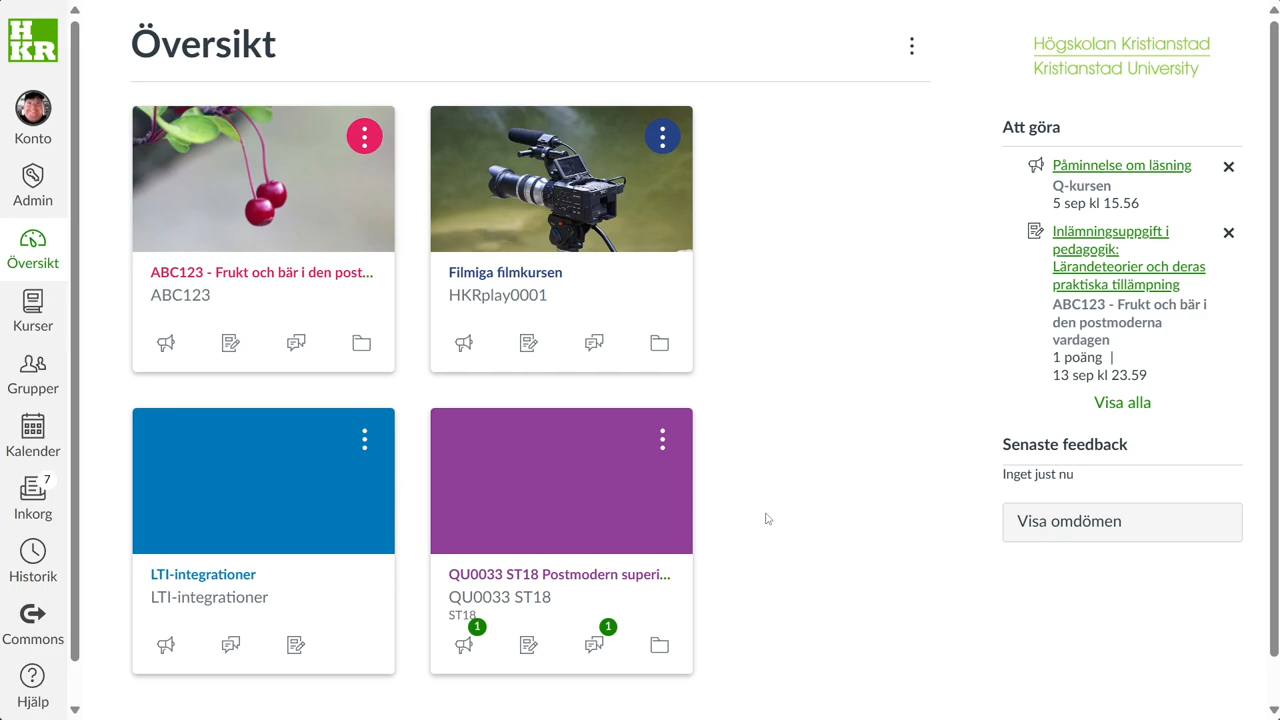 H
KR
Konto
Admin
Översikt
Kurser
Grupper
Kalender
7
Inkorg
Historik
Commons
Hjälp
Översikt
ABC123 - Frukt och bär i den post...
ABC123
Filmiga filmkursen
HKRplay0001
LTI-integrationer
LTI-integrationer
QU0033 ST18 Postmodern superi...
QU0033 ST18
ST18
1
1
Högskolan Kristianstad
Kristianstad University
Att göra
Påminnelse om läsning
Q-kursen
5 sep kl 15.56
Inlämningsuppgift i
pedagogik:
Lärandeteorier och deras
praktiska tillämpning
ABC123 - Frukt och bär i
den postmoderna
vardagen
1 poäng |
13 sep kl 23.59
Visa alla
Senaste feedback
Inget just nu
Visa omdömen